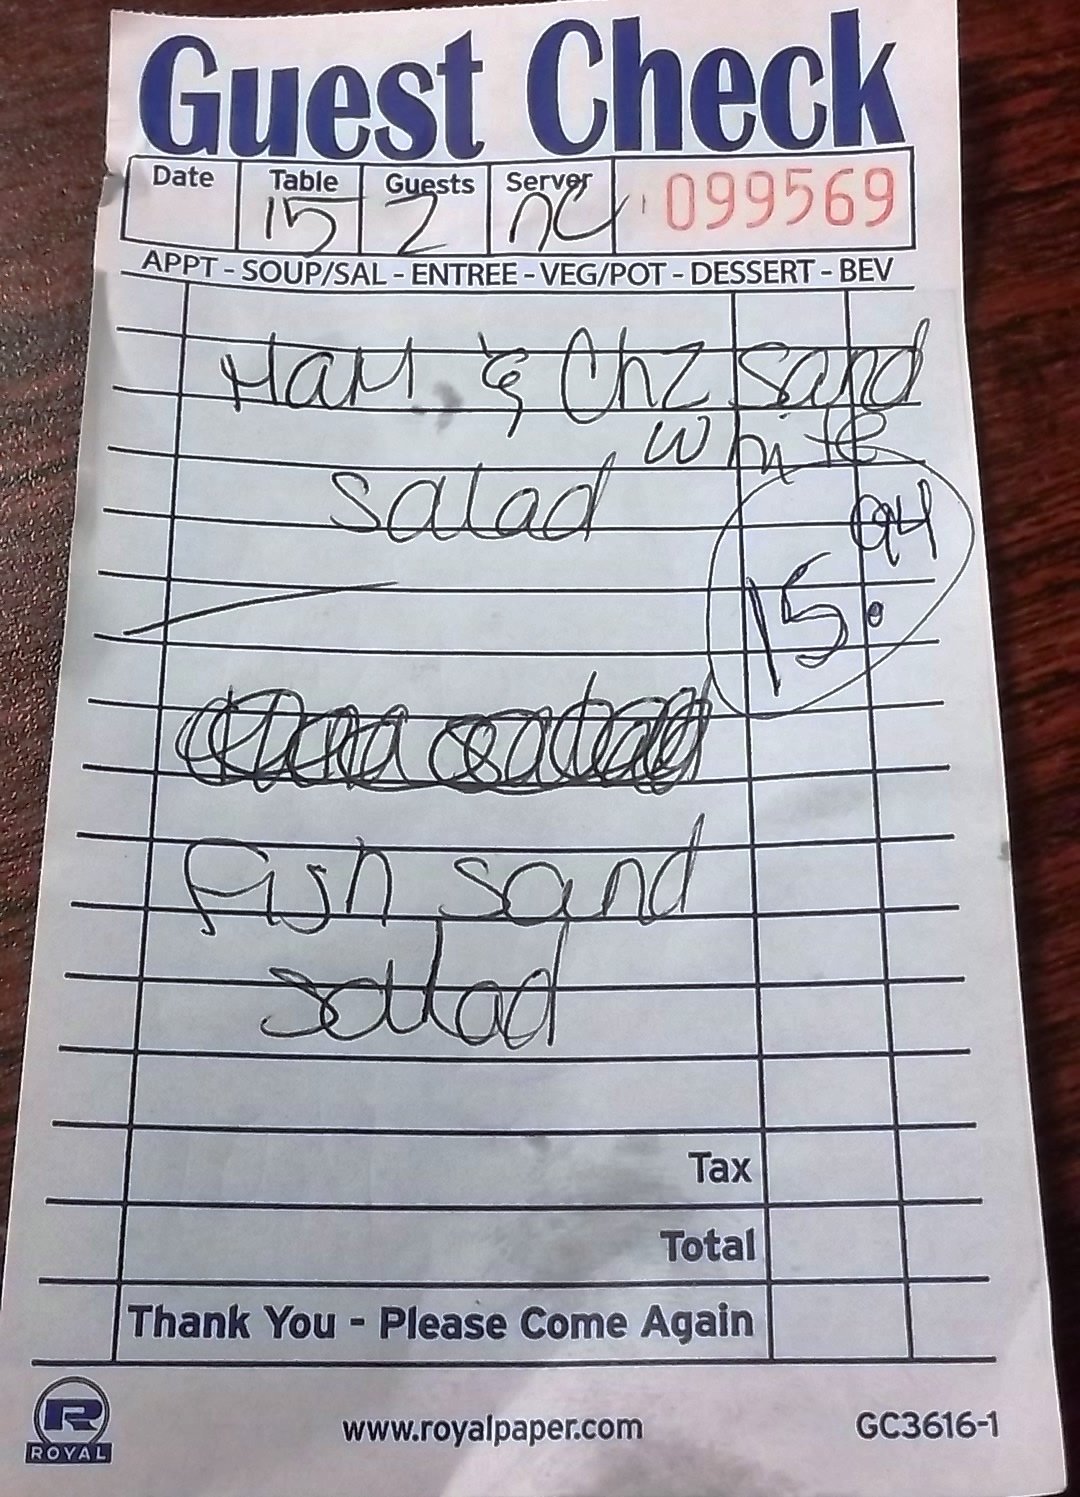 Guest Check
Date Table Guests Server 099569
15 2 nc
APPT - SOUP/SAL - ENTREE - VEG/POT - DESSERT - BEV
Ham & Chz sand
white
salad
15.94
Fish sand
salad
Tax
Total
Thank You - Please Come Again
R
ROYAL
www.royalpaper.com GC3616-1